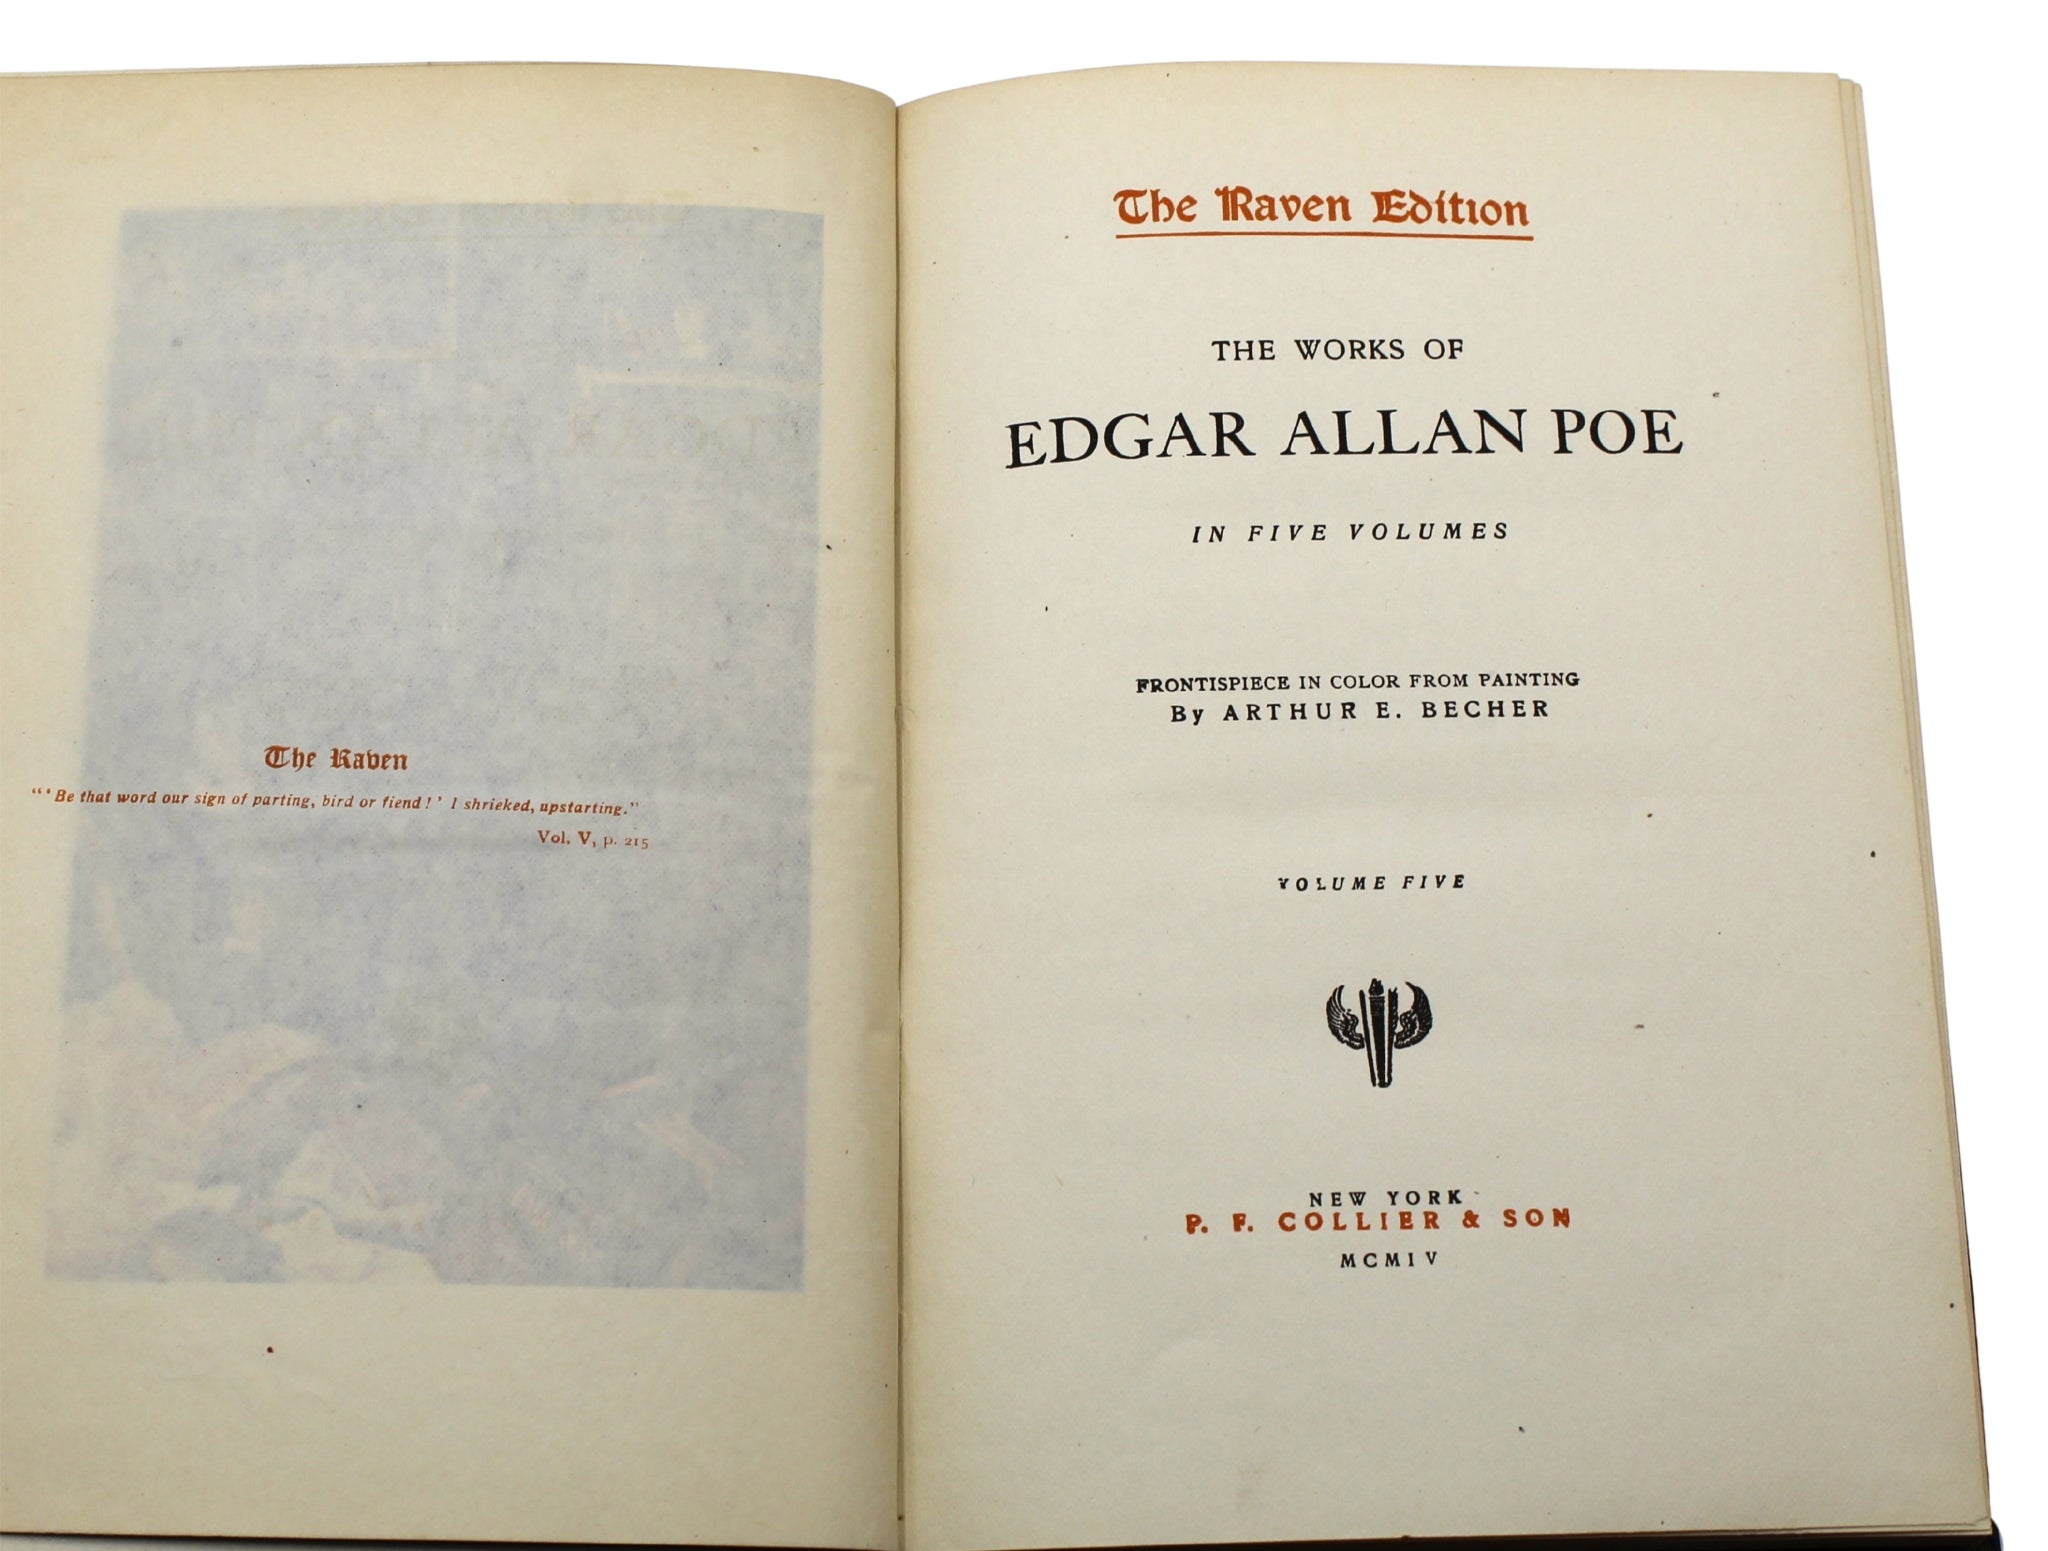 The Raven
"'Be that word our sign of parting, bird or fiend!' I shrieked, upstarting."
Vol. V, p. 215
The Raven Edition
THE WORKS OF
EDGAR ALLAN POE
IN FIVE VOLUMES
FRONTISPIECE IN COLOR FROM PAINTING
By ARTHUR E. BECHER
VOLUME FIVE
NEW YORK
P. F. COLLIER & SON
MCMIV